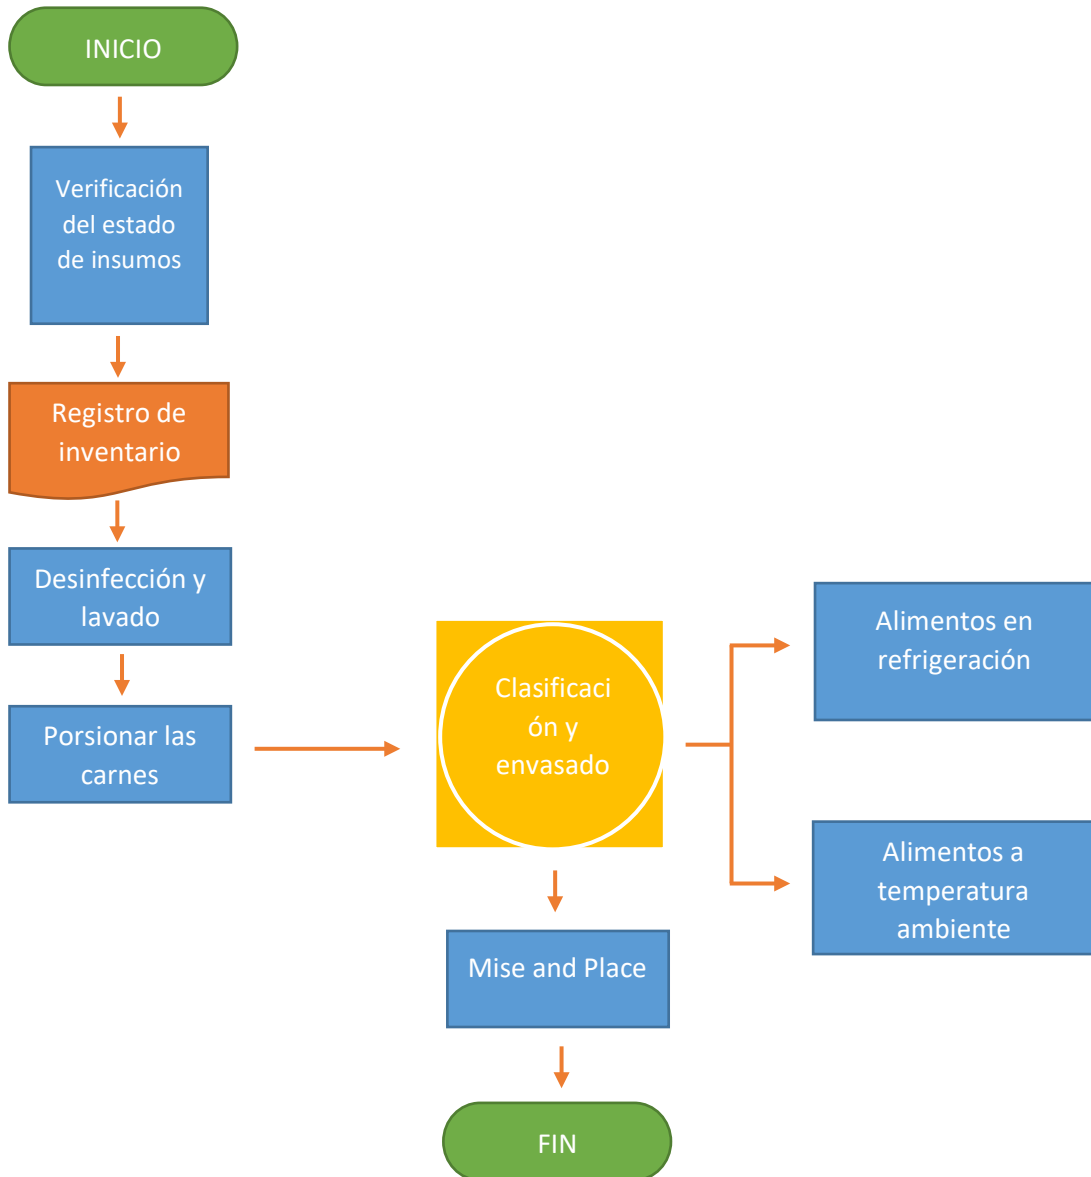 INICIO
Verificación
del estado
de insumos
Registro de
inventario
Desinfección y
lavado
Porsionar las
carnes
Clasificaci
ón y
envasado
Alimentos en
refrigeración
Alimentos a
temperatura
ambiente
Mise and Place
FIN